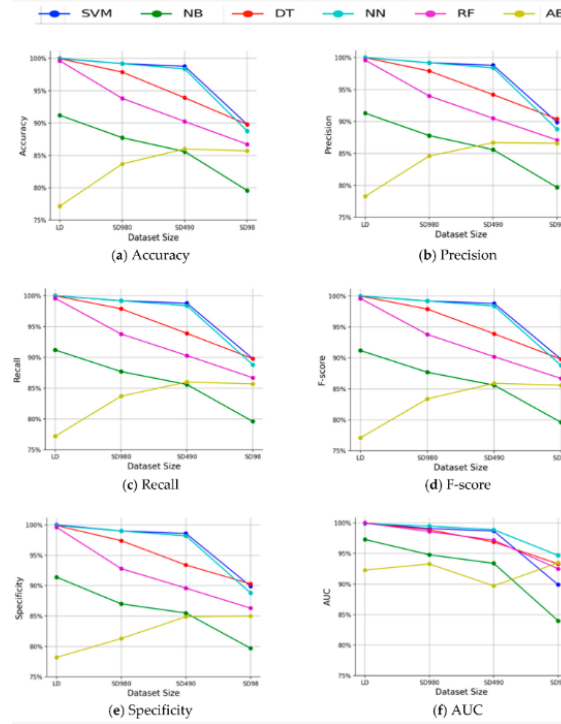 SVM NB DT NN RF AB
100%
95%
90%
85%
80%
75%
Accuracy
LD SD980 SD490 SD98
Dataset Size
(a) Accuracy
100%
95%
90%
85%
80%
75%
Precision
LD SD980 SD490 SD9
Dataset Size
(b) Precision
100%
95%
90%
85%
80%
75%
Recall
LD SD980 SD490 SD98
Dataset Size
(c) Recall
100%
95%
90%
85%
80%
75%
F-score
LD SD980 SD490 SD98
Dataset Size
(d) F-score
100%
95%
90%
85%
80%
75%
Specificity
LD SD980 SD490 SD98
Dataset Size
(e) Specificity
100%
95%
90%
85%
80%
75%
AUC
LD SD980 SD490 SD9
Dataset Size
(f) AUC